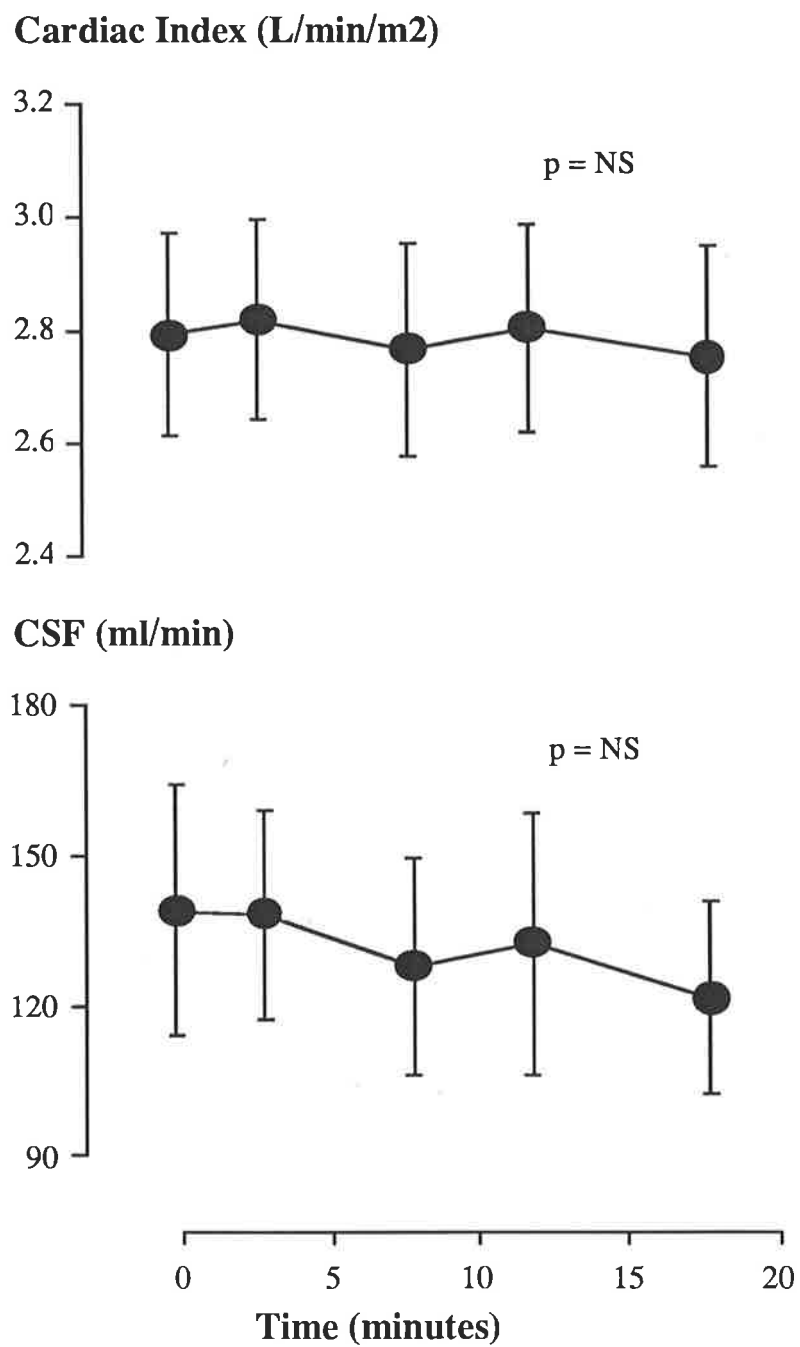 Cardiac Index (L/min/m2)
3.2
p = NS
3.0
2.8
2.6
2.4
CSF (ml/min)
180
p = NS
150
120
90
0 5 10 15 20
Time (minutes)